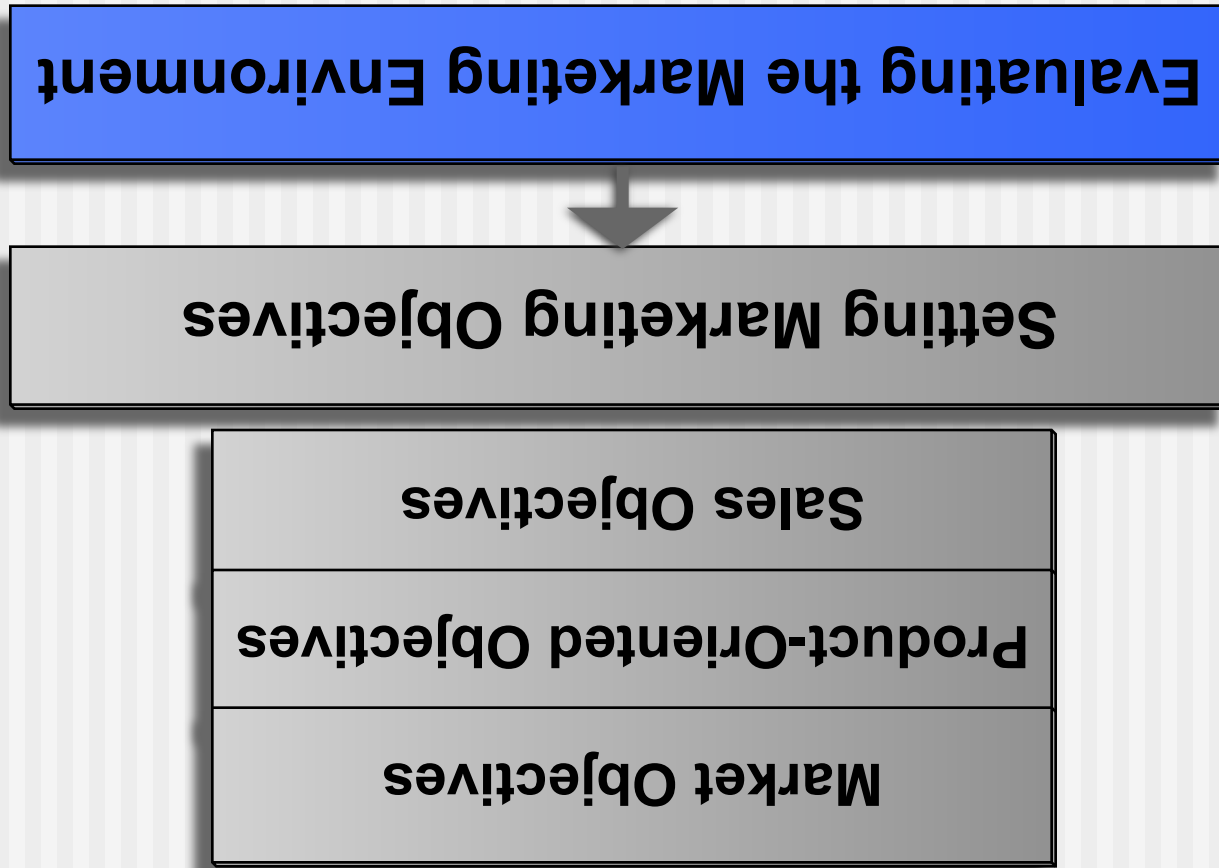 Market Objectives
Product-Oriented Objectives
Sales Objectives
Setting Marketing Objectives
Evaluating the Marketing Environment